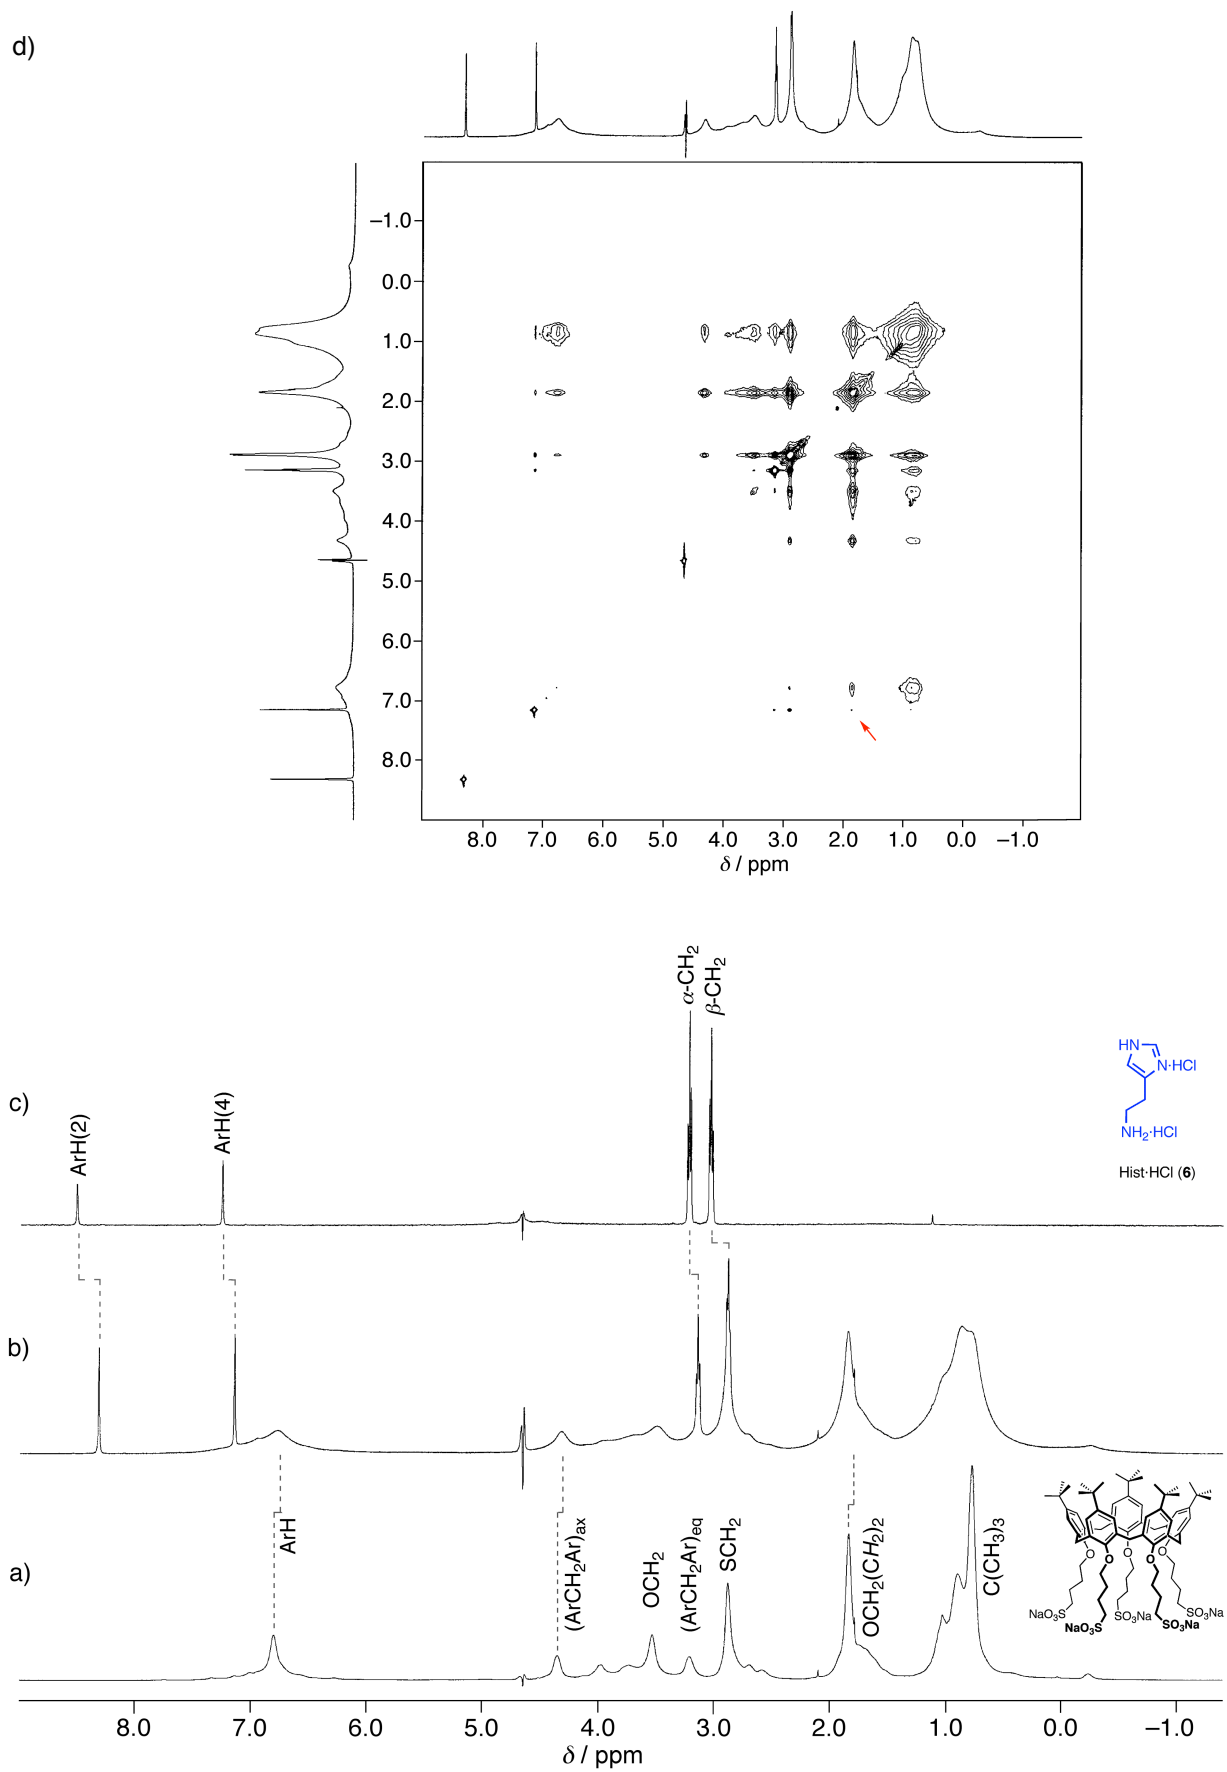 d)
–1.0
0.0
1.0
2.0
3.0
4.0
5.0
6.0
7.0
8.0
8.0 7.0 6.0 5.0 4.0 3.0 2.0 1.0 0.0 –1.0
δ / ppm
c)
ArH(2)
ArH(4)
α-CH2
β-CH2
HN
N·HCl
NH2·HCl
Hist·HCl (6)
b)
a)
ArH
(ArCH2Ar)ax
OCH2
(ArCH2Ar)eq
SCH2
OCH2(CH2)2
C(CH3)3
O O O O O
NaO3S SO3Na SO3Na
NaO3S SO3Na
8.0 7.0 6.0 5.0 4.0 3.0 2.0 1.0 0.0 –1.0
δ / ppm